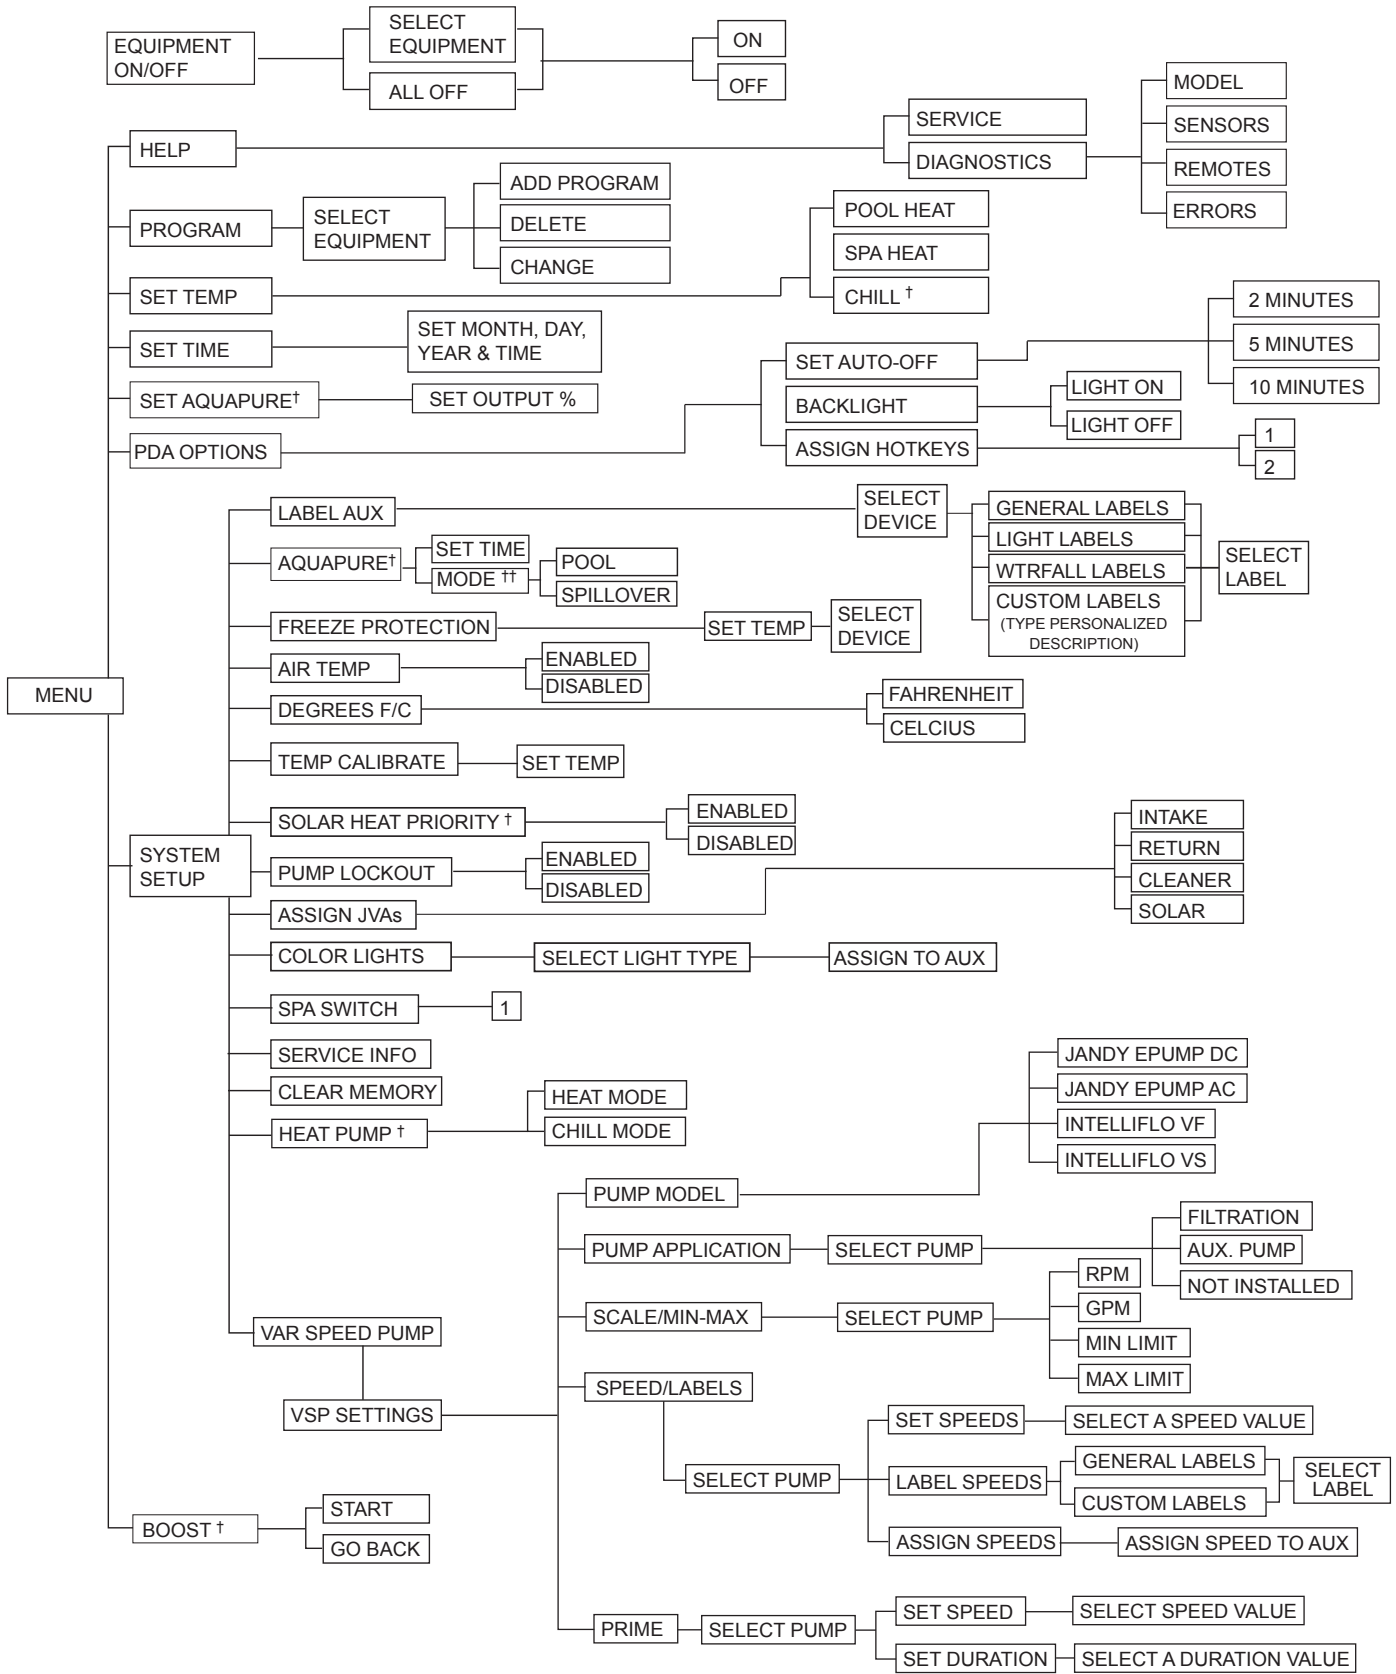 EQUIPMENT
ON/OFF
SELECT
EQUIPMENT
ALL OFF
ON
OFF
HELP
SERVICE
DIAGNOSTICS
MODEL
SENSORS
REMOTES
ERRORS
PROGRAM
SELECT
EQUIPMENT
ADD PROGRAM
DELETE
CHANGE
SET TEMP
POOL HEAT
SPA HEAT
CHILL †
SET TIME
SET MONTH, DAY,
YEAR & TIME
SET AQUAPURE†
SET OUTPUT %
PDA OPTIONS
SET AUTO-OFF
2 MINUTES
5 MINUTES
10 MINUTES
BACKLIGHT
LIGHT ON
LIGHT OFF
ASSIGN HOTKEYS
1
2
MENU
SYSTEM
SETUP
LABEL AUX
SELECT
DEVICE
GENERAL LABELS
LIGHT LABELS
WTRFALL LABELS
CUSTOM LABELS
(TYPE PERSONALIZED
DESCRIPTION)
SELECT
LABEL
AQUAPURE†
SET TIME
MODE ††
POOL
SPILLOVER
FREEZE PROTECTION
SET TEMP
SELECT
DEVICE
AIR TEMP
ENABLED
DISABLED
DEGREES F/C
FAHRENHEIT
CELCIUS
TEMP CALIBRATE
SET TEMP
SOLAR HEAT PRIORITY †
ENABLED
DISABLED
PUMP LOCKOUT
ENABLED
DISABLED
ASSIGN JVAs
INTAKE
RETURN
CLEANER
SOLAR
COLOR LIGHTS
SELECT LIGHT TYPE
ASSIGN TO AUX
SPA SWITCH
1
SERVICE INFO
CLEAR MEMORY
HEAT PUMP †
HEAT MODE
CHILL MODE
VAR SPEED PUMP
VSP SETTINGS
PUMP MODEL
JANDY EPUMP DC
JANDY EPUMP AC
INTELLIFLO VF
INTELLIFLO VS
PUMP APPLICATION
SELECT PUMP
FILTRATION
AUX. PUMP
NOT INSTALLED
SCALE/MIN-MAX
SELECT PUMP
RPM
GPM
MIN LIMIT
MAX LIMIT
SPEED/LABELS
SELECT PUMP
SET SPEEDS
SELECT A SPEED VALUE
LABEL SPEEDS
GENERAL LABELS
CUSTOM LABELS
SELECT
LABEL
ASSIGN SPEEDS
ASSIGN SPEED TO AUX
PRIME
SELECT PUMP
SET SPEED
SELECT SPEED VALUE
SET DURATION
SELECT A DURATION VALUE
BOOST †
START
GO BACK